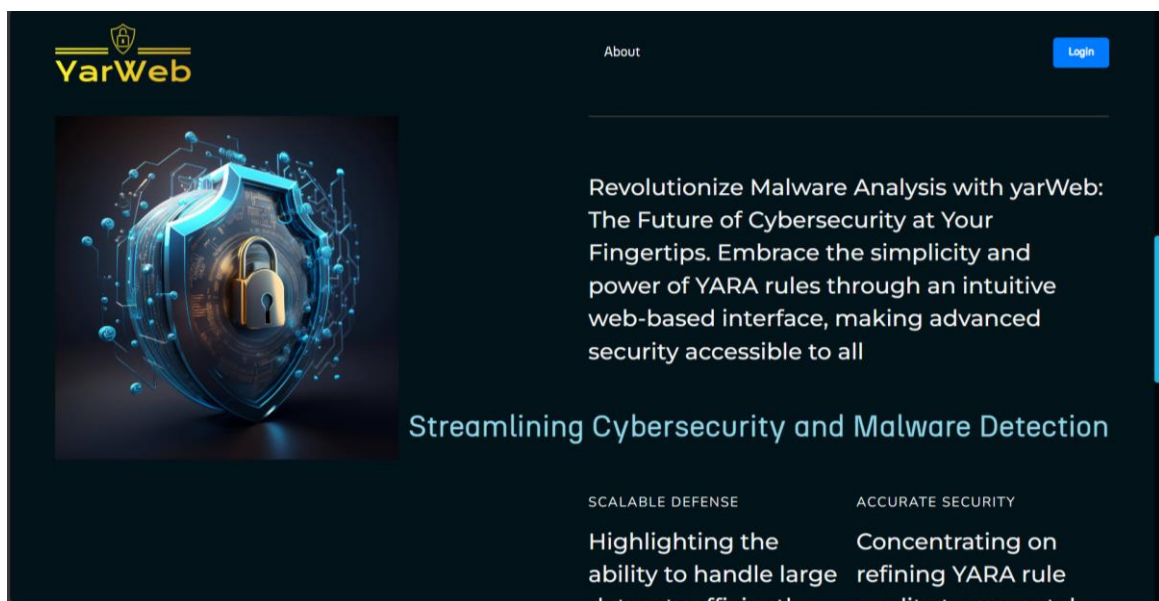 YarWeb
About
Login
Revolutionize Malware Analysis with yarWeb:
The Future of Cybersecurity at Your
Fingertips. Embrace the simplicity and
power of YARA rules through an intuitive
web-based interface, making advanced
security accessible to all
Streamlining Cybersecurity and Malware Detection
SCALABLE DEFENSE
Highlighting the
ability to handle large
ACCURATE SECURITY
Concentrating on
refining YARA rule